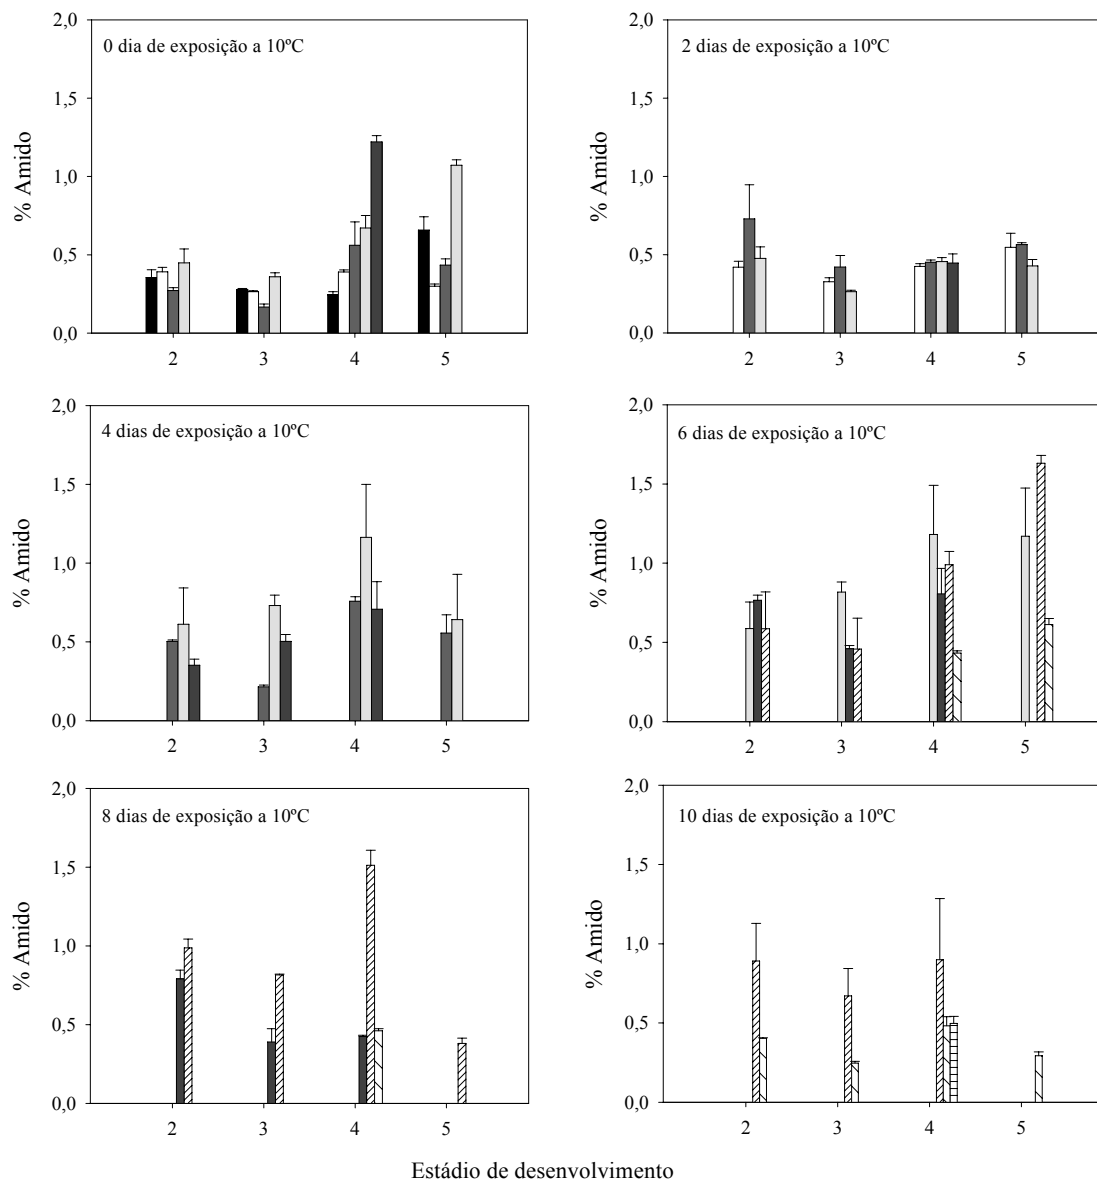 0 dia de exposição a 10ºC
2,0
1,5
1,0
0,5
0,0
% Amido
2 3 4 5
2 dias de exposição a 10ºC
2,0
1,5
1,0
0,5
0,0
% Amido
2 3 4 5
4 dias de exposição a 10ºC
2,0
1,5
1,0
0,5
0,0
% Amido
2 3 4 5
6 dias de exposição a 10ºC
2,0
1,5
1,0
0,5
0,0
% Amido
2 3 4 5
8 dias de exposição a 10ºC
2,0
1,5
1,0
0,5
0,0
% Amido
2 3 4 5
10 dias de exposição a 10ºC
2,0
1,5
1,0
0,5
0,0
% Amido
2 3 4 5
Estádio de desenvolvimento